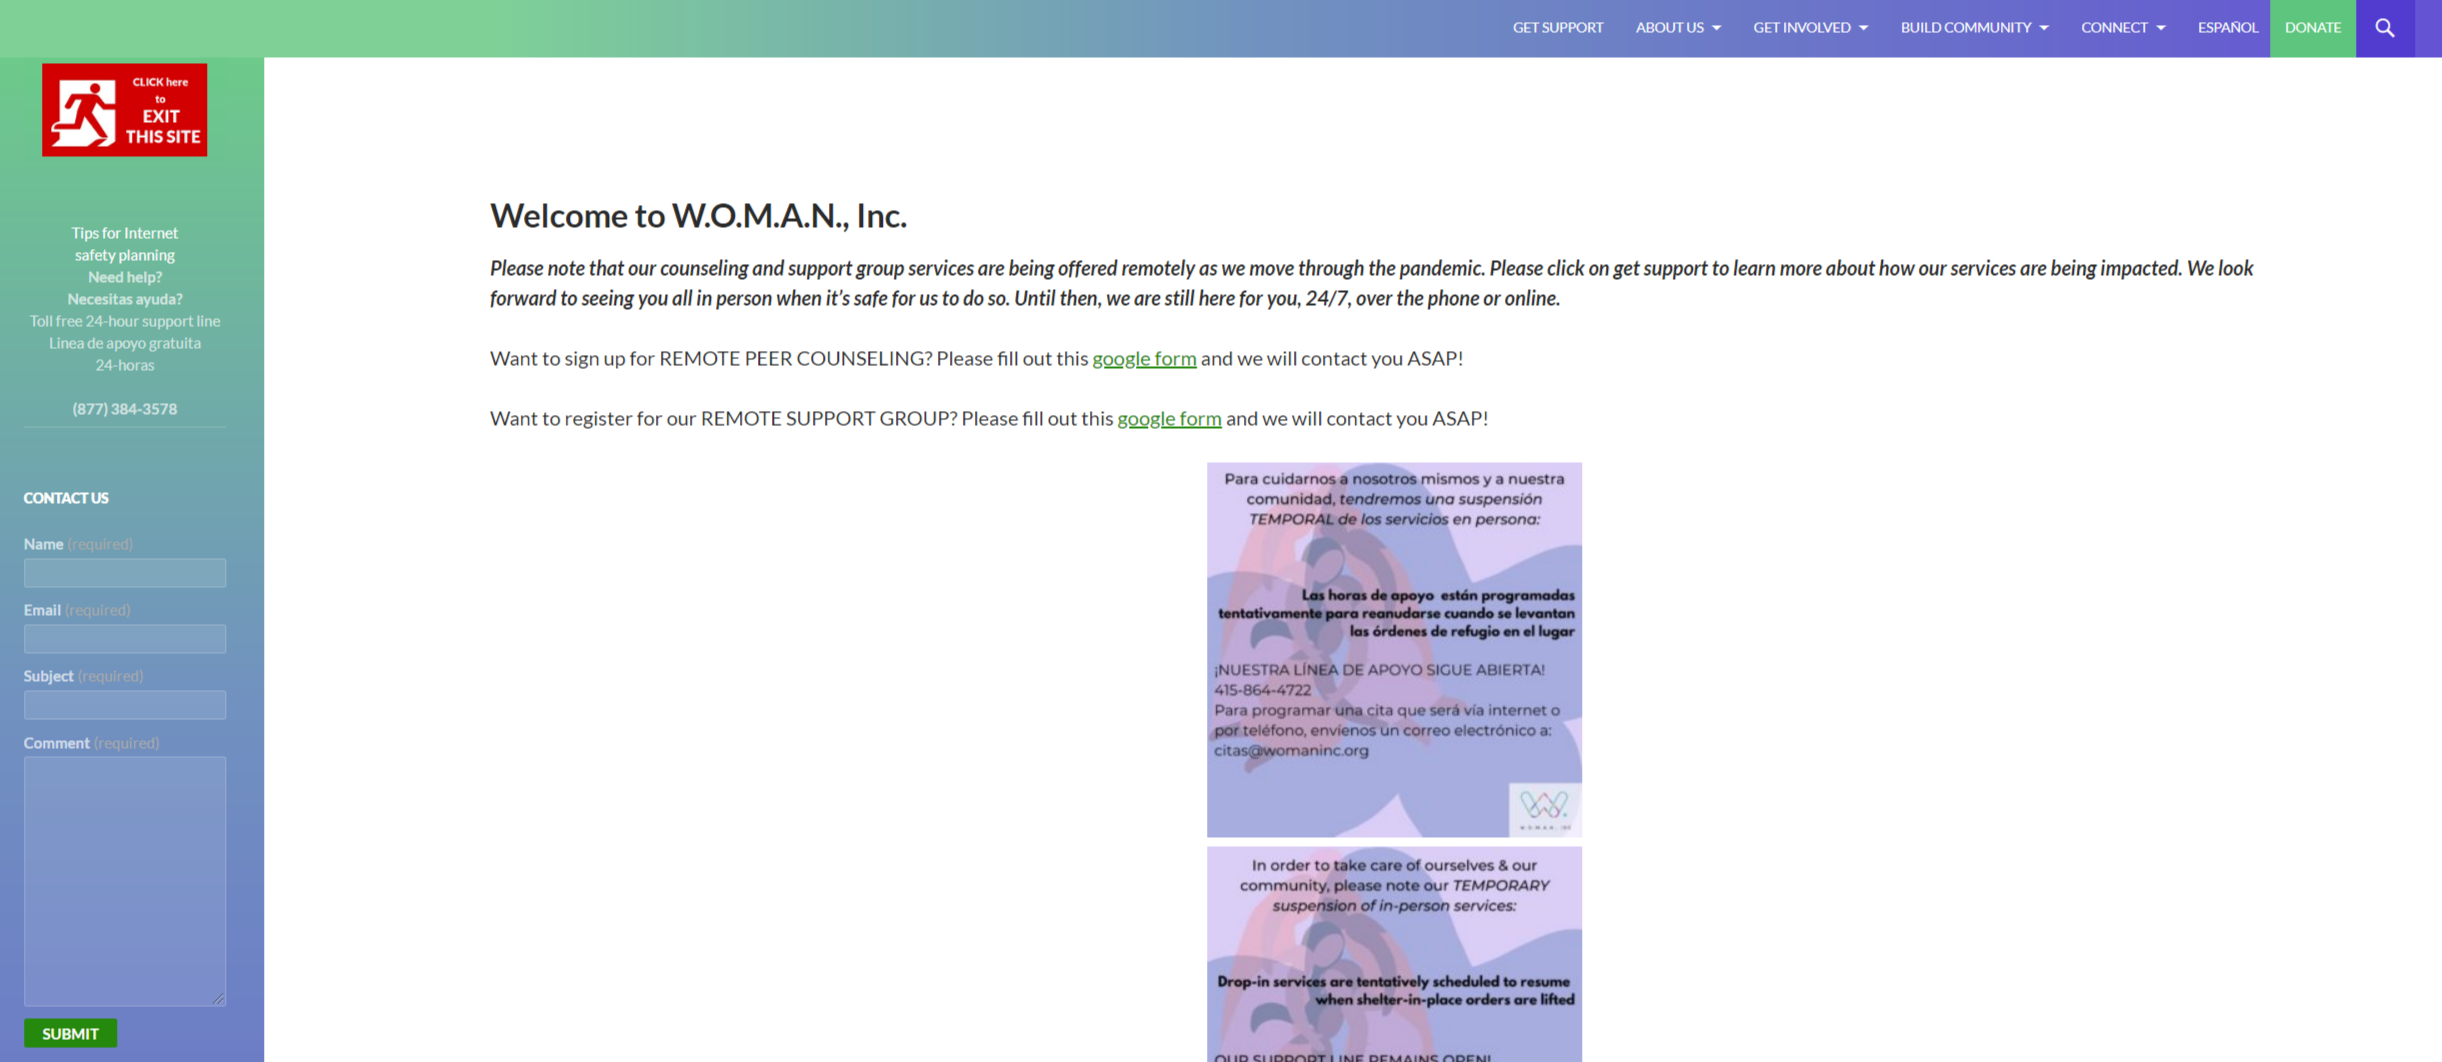 GET SUPPORT ABOUT US GET INVOLVED BUILD COMMUNITY CONNECT ESPAÑOL DONATE
CLICK here
to
EXIT
THIS SITE
Tips for Internet
safety planning
Need help?
Necesitas ayuda?
Toll free 24-hour support line
Linea de apoyo gratuita
24-horas
(877) 384-3578
CONTACT US
Name (required)
Email (required)
Subject (required)
Comment (required)
SUBMIT
Welcome to W.O.M.A.N., Inc.
Please note that our counseling and support group services are being offered remotely as we move through the pandemic. Please click on get support to learn more about how our services are being impacted. We look
forward to seeing you all in person when it's safe for us to do so. Until then, we are still here for you, 24/7, over the phone or online.
Want to sign up for REMOTE PEER COUNSELING? Please fill out this google form and we will contact you ASAP!
Want to register for our REMOTE SUPPORT GROUP? Please fill out this google form and we will contact you ASAP!
Para cuidarnos a nosotros mismos y a nuestra
comunidad, tendremos una suspensión
TEMPORAL de los servicios en persona:
Las horas de apoyo están programadas
tentativamente para reanudarse cuando se levantan
las órdenes de refugio en el lugar
¡NUESTRA LÍNEA DE APOYO SIGUE ABIERTA!
415-864-4722
Para programar una cita que será vía internet o
por teléfono, envíenos un correo electrónico a:
citas@womaninc.org
W.O.M.A.N., INC
In order to take care of ourselves & our
community, please note our TEMPORARY
suspension of in-person services:
Drop-in services are tentatively scheduled to resume
when shelter-in-place orders are lifted
OUR SUPPORT LINE REMAINS OPEN!